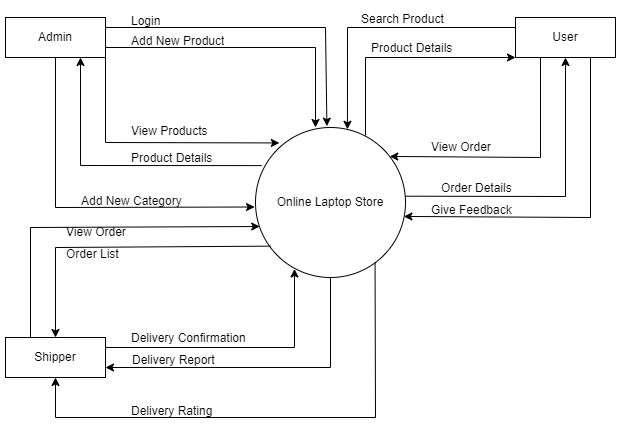 Login
Search Product
Admin
Add New Product
User
Product Details
View Products
View Order
Product Details
Order Details
Add New Category
Online Laptop Store
Give Feedback
View Order
Order List
Delivery Confirmation
Shipper
Delivery Report
Delivery Rating